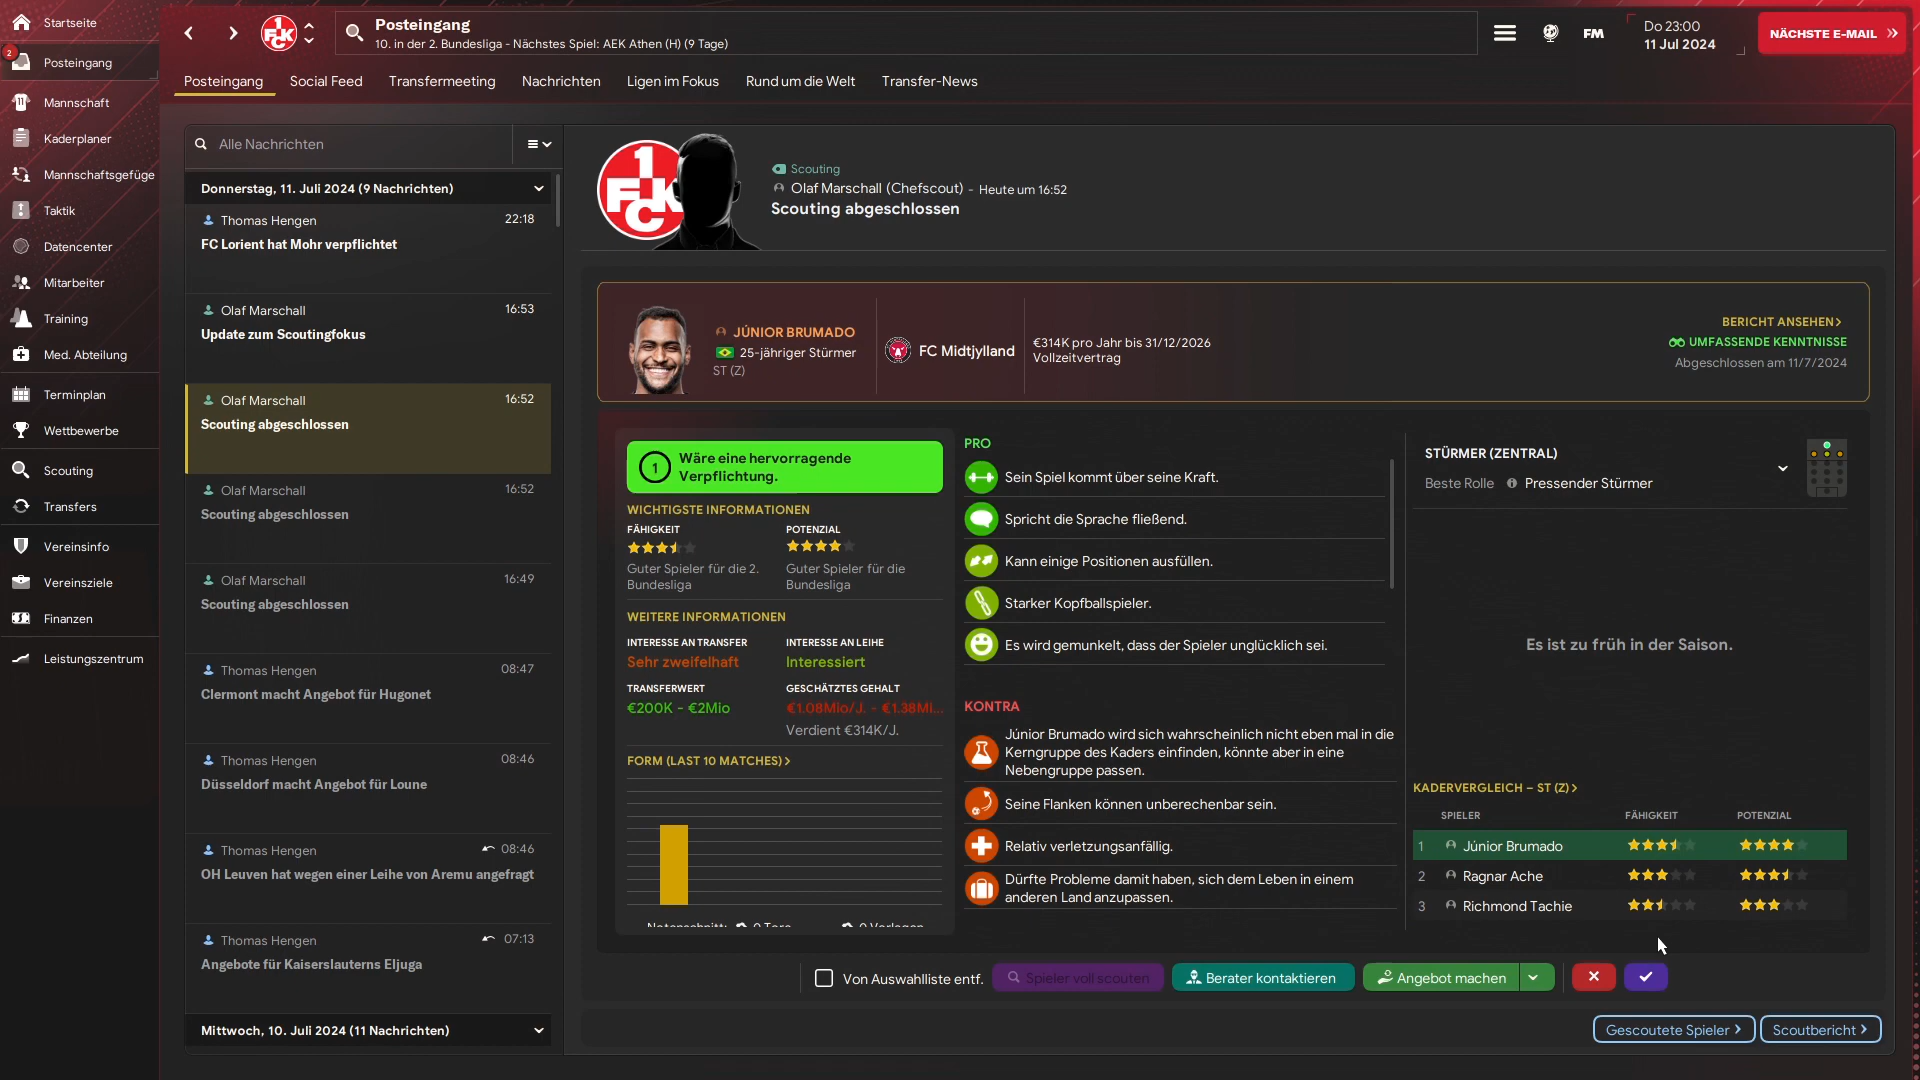 Startseite
2
Posteingang
Mannschaft
Kaderplaner
Mannschaftsgefüge
Taktik
Datencenter
Mitarbeiter
Training
Med. Abteilung
Terminplan
Wettbewerbe
Scouting
Transfers
Vereinsinfo
Vereinsziele
Finanzen
Leistungszentrum
1 FCK
Posteingang
10. in der 2. Bundesliga - Nächstes Spiel: AEK Athen (H) (9 Tage)
FM
Do 23:00
11 Jul 2024
NÄCHSTE E-MAIL
Posteingang Social Feed Transfermeeting Nachrichten Ligen im Fokus Rund um die Welt Transfer-News
Alle Nachrichten
Donnerstag, 11. Juli 2024 (9 Nachrichten)
Thomas Hengen 22:18
FC Lorient hat Mohr verpflichtet
Olaf Marschall 16:53
Update zum Scoutingfokus
Olaf Marschall 16:52
Scouting abgeschlossen
Olaf Marschall 16:52
Scouting abgeschlossen
Olaf Marschall 16:49
Scouting abgeschlossen
Thomas Hengen 08:47
Clermont macht Angebot für Hugonet
Thomas Hengen 08:46
Düsseldorf macht Angebot für Loune
Thomas Hengen 08:46
OH Leuven hat wegen einer Leihe von Aremu angefragt
Thomas Hengen 07:13
Angebote für Kaiserslauterns Eljuga
Mittwoch, 10. Juli 2024 (11 Nachrichten)
1 FCK
Scouting
Olaf Marschall (Chefscout) - Heute um 16:52
Scouting abgeschlossen
JÚNIOR BRUMADO
25-jähriger Stürmer
ST (Z)
FC Midtjylland
€314K pro Jahr bis 31/12/2026
Vollzeitvertrag
BERICHT ANSEHEN
UMFASSENDE KENNTNISSE
Abgeschlossen am 11/7/2024
1
Wäre eine hervorragende
Verpflichtung.
WICHTIGSTE INFORMATIONEN
FÄHIGKEIT POTENZIAL
Guter Spieler für die 2.
Bundesliga
Guter Spieler für die
Bundesliga
WEITERE INFORMATIONEN
INTERESSE AN TRANSFER INTERESSE AN LEIHE
Sehr zweifelhaft Interessiert
TRANSFERWERT GESCHÄTZTES GEHALT
€200K - €2Mio €1.08Mio/J. - €1.38Mi...
Verdient €314K/J.
FORM (LAST 10 MATCHES)
Notenschnitt: 0 Tore 0 Vorlagen
PRO
Sein Spiel kommt über seine Kraft.
Spricht die Sprache fließend.
Kann einige Positionen ausfüllen.
Starker Kopfballspieler.
Es wird gemunkelt, dass der Spieler unglücklich sei.
KONTRA
Júnior Brumado wird sich wahrscheinlich nicht eben mal in die
Kerngruppe des Kaders einfinden, könnte aber in eine
Nebengruppe passen.
Seine Flanken können unberechenbar sein.
Relativ verletzungsanfällig.
Dürfte Probleme damit haben, sich dem Leben in einem
anderen Land anzupassen.
STÜRMER (ZENTRAL)
Beste Rolle Pressender Stürmer
Es ist zu früh in der Saison.
KADERVERGLEICH – ST (Z)
SPIELER FÄHIGKEIT POTENZIAL
1 Júnior Brumado
2 Ragnar Ache
3 Richmond Tachie
Von Auswahlliste entf.
Spieler voll scouten
Berater kontaktieren
Angebot machen
Gescoutete Spieler
Scoutbericht